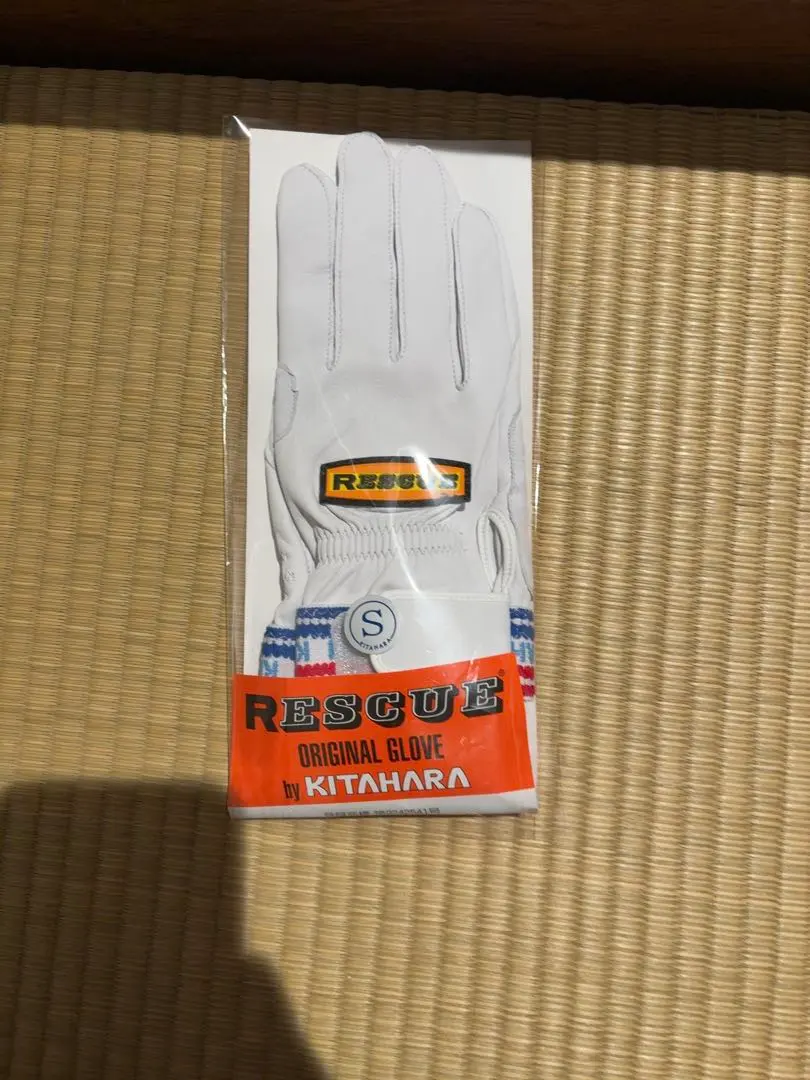 RESCUE
S
KITAHARA
RESCUE®
ORIGINAL GLOVE
by KITAHARA